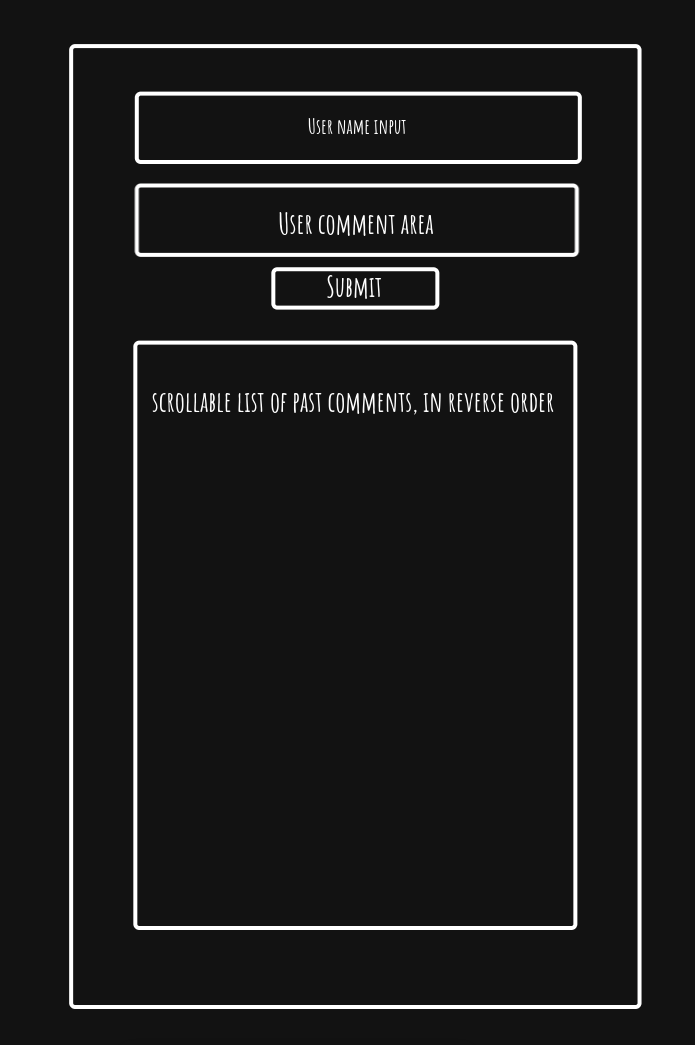 User name input
User comment area
Submit
scrollable list of past comments, in reverse order